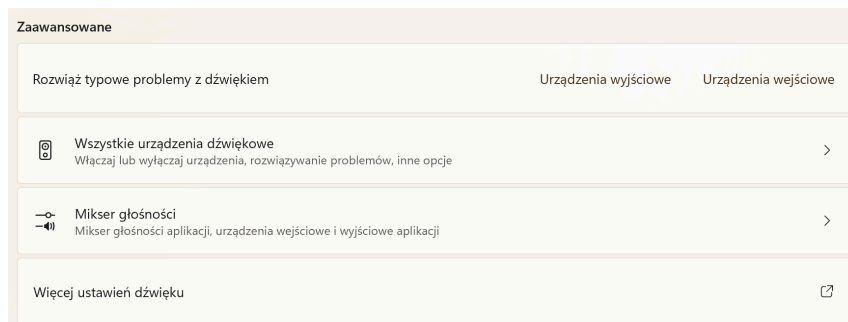 Zaawansowane
Rozwiąż typowe problemy z dźwiękiem
Urządzenia wyjściowe
Urządzenia wejściowe
Wszystkie urządzenia dźwiękowe
Włączaj lub wyłączaj urządzenia, rozwiązywanie problemów, inne opcje
Mikser głośności
Mikser głośności aplikacji, urządzenia wejściowe i wyjściowe aplikacji
Więcej ustawień dźwięku